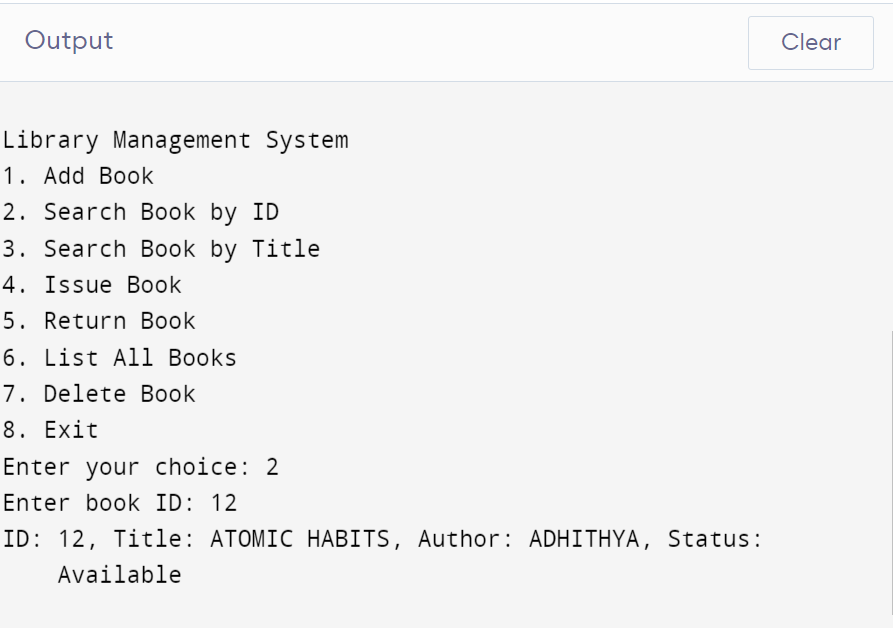 Output
Clear
Library Management System
1. Add Book
2. Search Book by ID
3. Search Book by Title
4. Issue Book
5. Return Book
6. List All Books
7. Delete Book
8. Exit
Enter your choice: 2
Enter book ID: 12
ID: 12, Title: ATOMIC HABITS, Author: ADHITHYA, Status:
Available